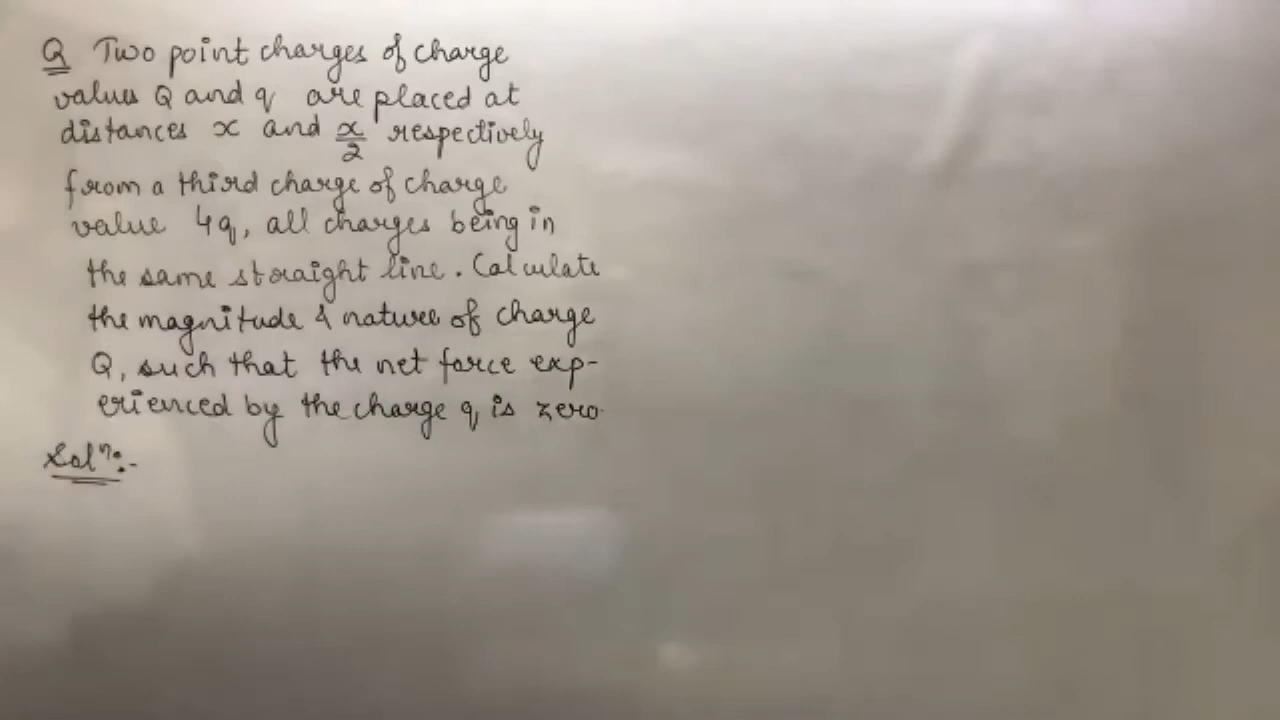 Q Two point charges of charge
values Q and q are placed at
distances x and x/2 respectively
from a third charge of charge
value 4q, all charges being in
the same straight line. Calculate
the magnitude & nature of charge
Q, such that the net force exp-
erienced by the charge q is zero.
Solⁿ:-